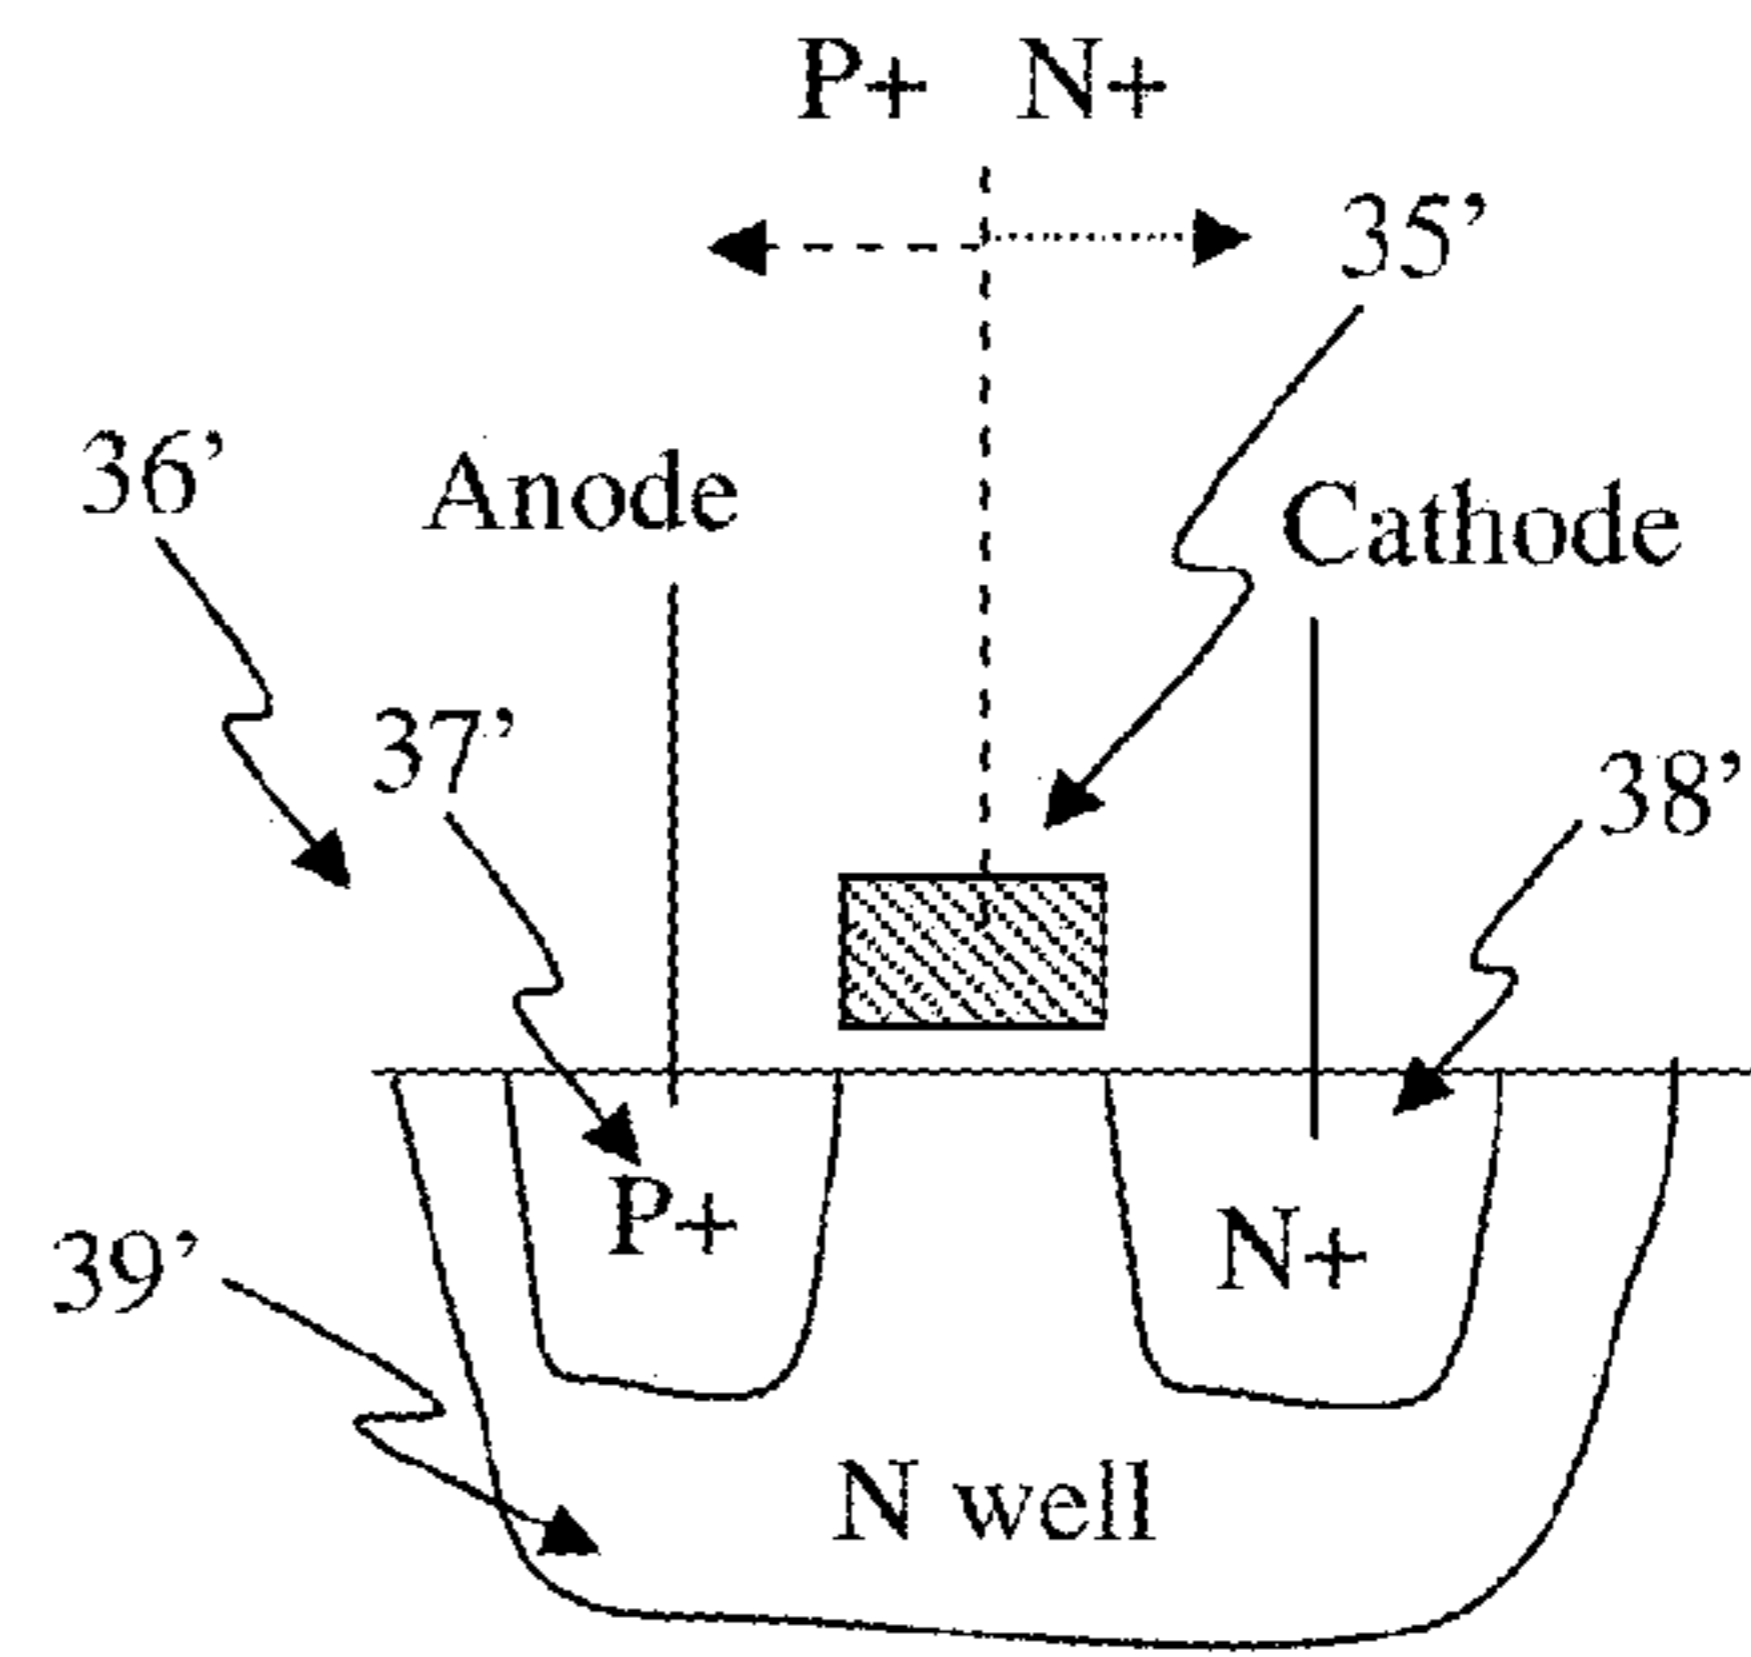 P+ N+
35’
36’
Anode
Cathode
37’
38’
P+
N+
39’
N well